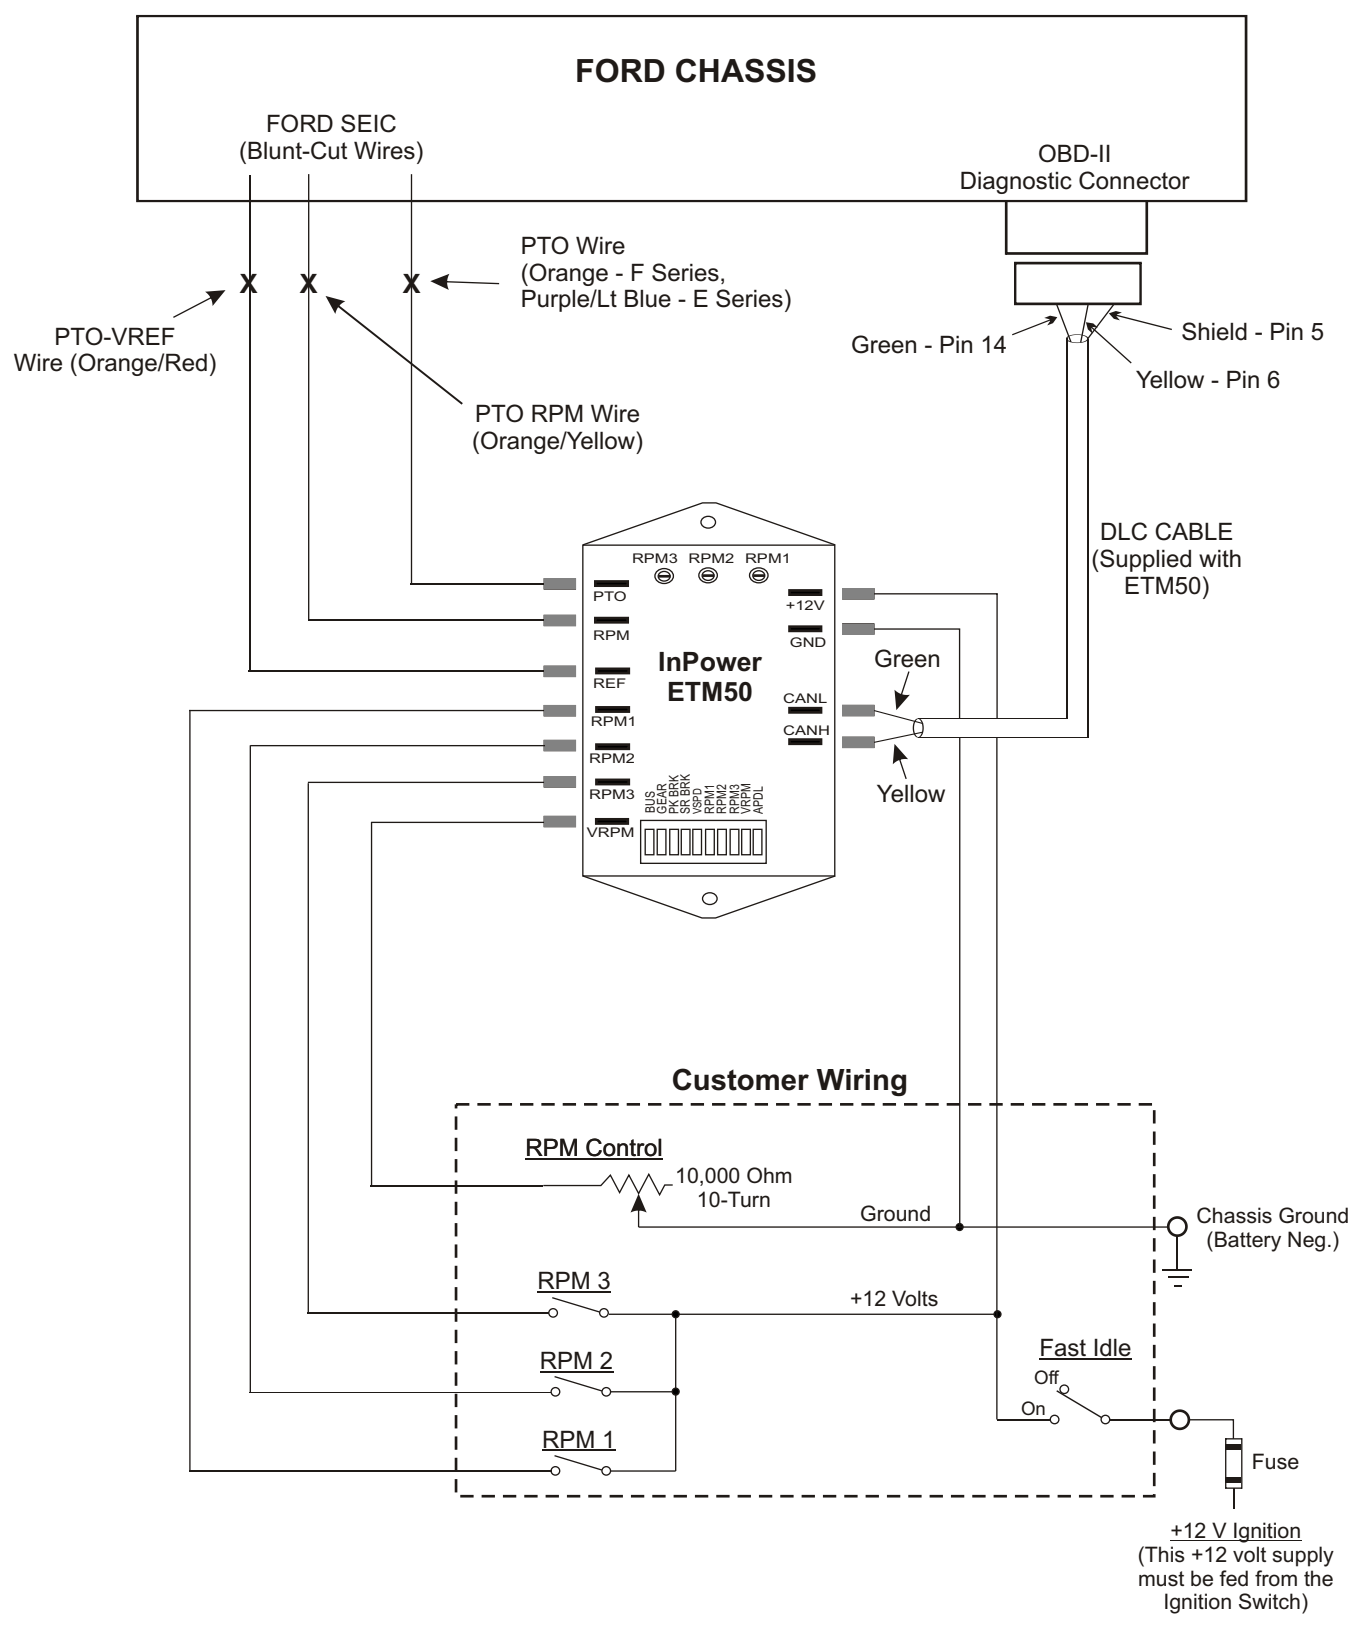 FORD CHASSIS
FORD SEIC
(Blunt-Cut Wires)
OBD-II
Diagnostic Connector
X
X
X
PTO Wire
(Orange - F Series,
Purple/Lt Blue - E Series)
PTO-VREF
Wire (Orange/Red)
PTO RPM Wire
(Orange/Yellow)
Green - Pin 14
Shield - Pin 5
Yellow - Pin 6
DLC CABLE
(Supplied with
ETM50)
RPM3
RPM2
RPM1
PTO
RPM
REF
RPM1
RPM2
RPM3
VRPM
+12V
GND
CANL
CANH
InPower
ETM50
Green
Yellow
BUS
GEAR
PK BRK
SR BRK
VSPD
RPM1
RPM2
RPM3
VRPM
APDL
Customer Wiring
RPM Control
10,000 Ohm
10-Turn
Ground
Chassis Ground
(Battery Neg.)
RPM 3
+12 Volts
RPM 2
Fast Idle
Off
On
RPM 1
Fuse
+12 V Ignition
(This +12 volt supply
must be fed from the
Ignition Switch)